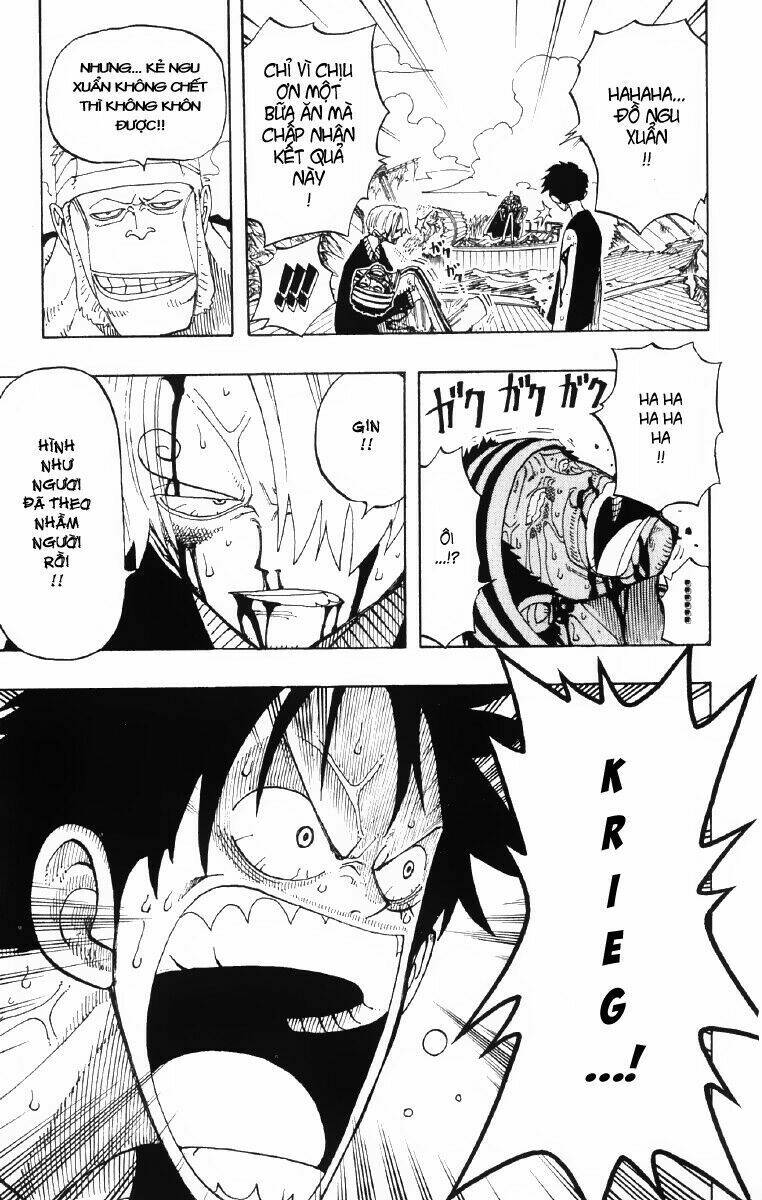 HAHAHA...
ĐỒ NGU
XUẨN
!!
CHỈ VÌ CHỊU
ƠN MỘT
BỮA ĂN MÀ
CHẤP NHẬN
KẾT QUẢ
NÀY
!
!!!
NHƯNG... KẺ NGU
XUẨN KHÔNG CHẾT
THÌ KHÔNG KHÔN
ĐƯỢC!!
HA HA
HA HA
HA
!!
ガク ガク ガク
ÔI
...!?
GIN
!!
HÌNH
NHƯ
NGƯƠI
ĐÃ THEO
NHẦM
NGƯỜI
RỒI
!!
KRIEG
....!